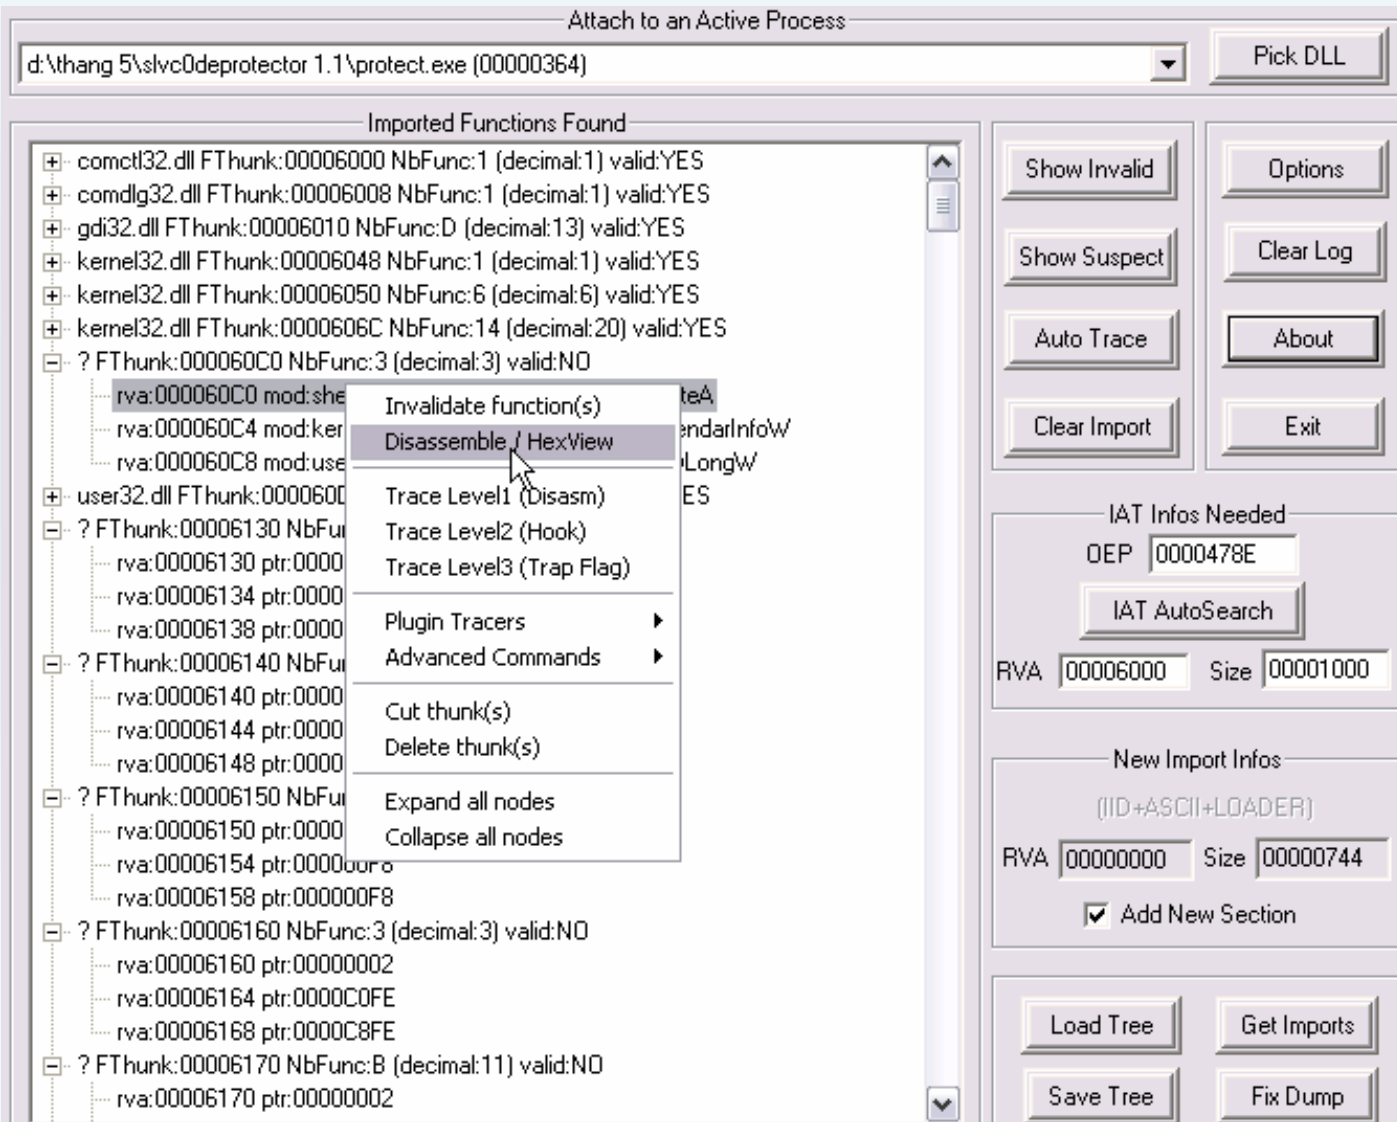 Attach to an Active Process
d:\thang 5\slvc0deprotector 1.1\protect.exe (00000364)
Pick DLL
Imported Functions Found
comctl32.dll FThunk:00006000 NbFunc:1 (decimal:1) valid:YES
comdlg32.dll FThunk:00006008 NbFunc:1 (decimal:1) valid:YES
gdi32.dll FThunk:00006010 NbFunc:D (decimal:13) valid:YES
kernel32.dll FThunk:00006048 NbFunc:1 (decimal:1) valid:YES
kernel32.dll FThunk:00006050 NbFunc:6 (decimal:6) valid:YES
kernel32.dll FThunk:0000606C NbFunc:14 (decimal:20) valid:YES
? FThunk:000060C0 NbFunc:3 (decimal:3) valid:NO
rva:000060C0 mod:she teA
rva:000060C4 mod:ker endarInfoW
rva:000060C8 mod:use LongW
user32.dll FThunk:000060D ES
? FThunk:00006130 NbFu
rva:00006130 ptr:0000
rva:00006134 ptr:0000
rva:00006138 ptr:0000
? FThunk:00006140 NbFu
rva:00006140 ptr:0000
rva:00006144 ptr:0000
rva:00006148 ptr:0000
? FThunk:00006150 NbFu
rva:00006150 ptr:0000
rva:00006154 ptr:000000F8
rva:00006158 ptr:000000F8
? FThunk:00006160 NbFunc:3 (decimal:3) valid:NO
rva:00006160 ptr:00000002
rva:00006164 ptr:0000C0FE
rva:00006168 ptr:0000C8FE
? FThunk:00006170 NbFunc:B (decimal:11) valid:NO
rva:00006170 ptr:00000002
Invalidate function(s)
Disassemble / HexView
Trace Level1 (Disasm)
Trace Level2 (Hook)
Trace Level3 (Trap Flag)
Plugin Tracers
Advanced Commands
Cut thunk(s)
Delete thunk(s)
Expand all nodes
Collapse all nodes
Show Invalid
Options
Show Suspect
Clear Log
Auto Trace
About
Clear Import
Exit
IAT Infos Needed
OEP 0000478E
IAT AutoSearch
RVA 00006000 Size 00001000
New Import Infos
(IID+ASCII+LOADER)
RVA 00000000 Size 00000744
Add New Section
Load Tree
Get Imports
Save Tree
Fix Dump